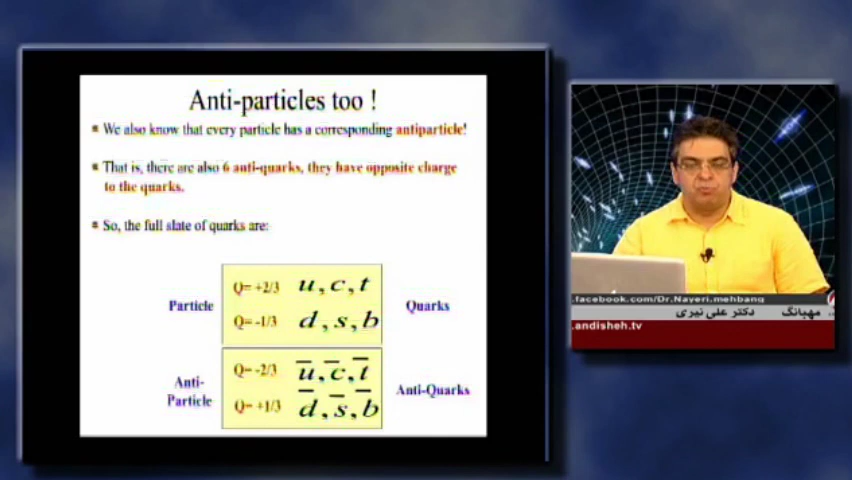 Anti-particles too !
We also know that every particle has a corresponding antiparticle!
That is, there are also 6 anti-quarks, they have opposite charge
to the quarks.
So, the full slate of quarks are:
Particle
Q= +2/3 u, c, t
Q= -1/3 d, s, b
Quarks
Anti-
Particle
Q= -2/3 u̅, c̅, t̅
Q= +1/3 d̅, s̅, b̅
Anti-Quarks
.facebook.com/Dr.Nayeri.mehbang
مهبانگ دکتر علی نیری
.andisheh.tv